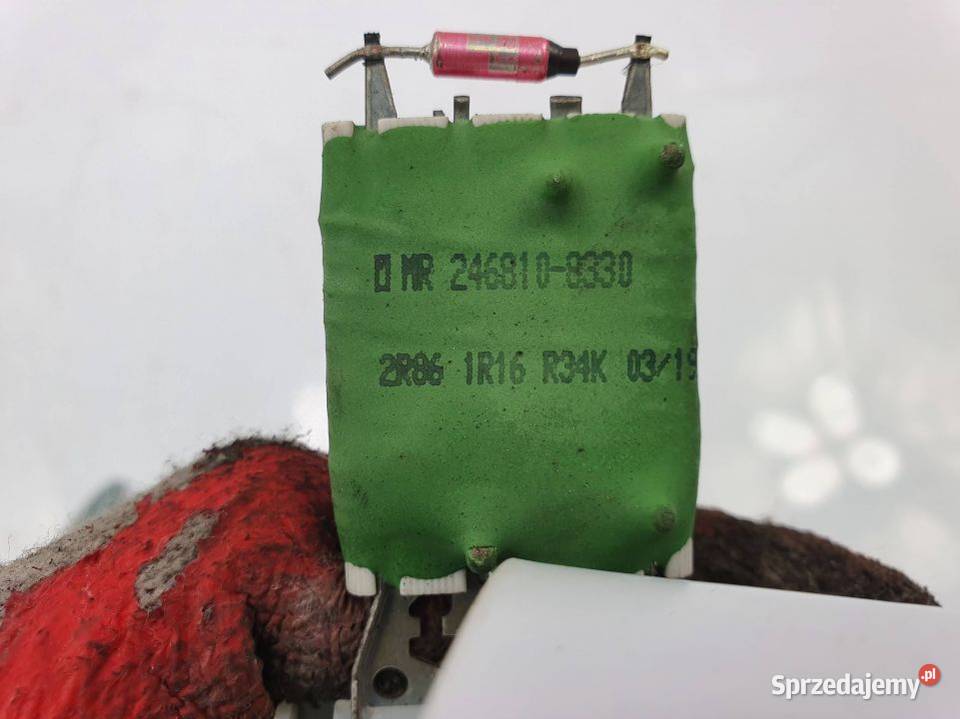 MR 246810-8330
2R86 1R16 R34K 03/19
Sprzedajemy.pl